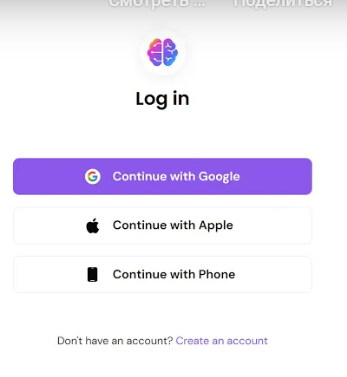 Смотреть ... Поделиться
Log in
Continue with Google
Continue with Apple
Continue with Phone
Don't have an account? Create an account